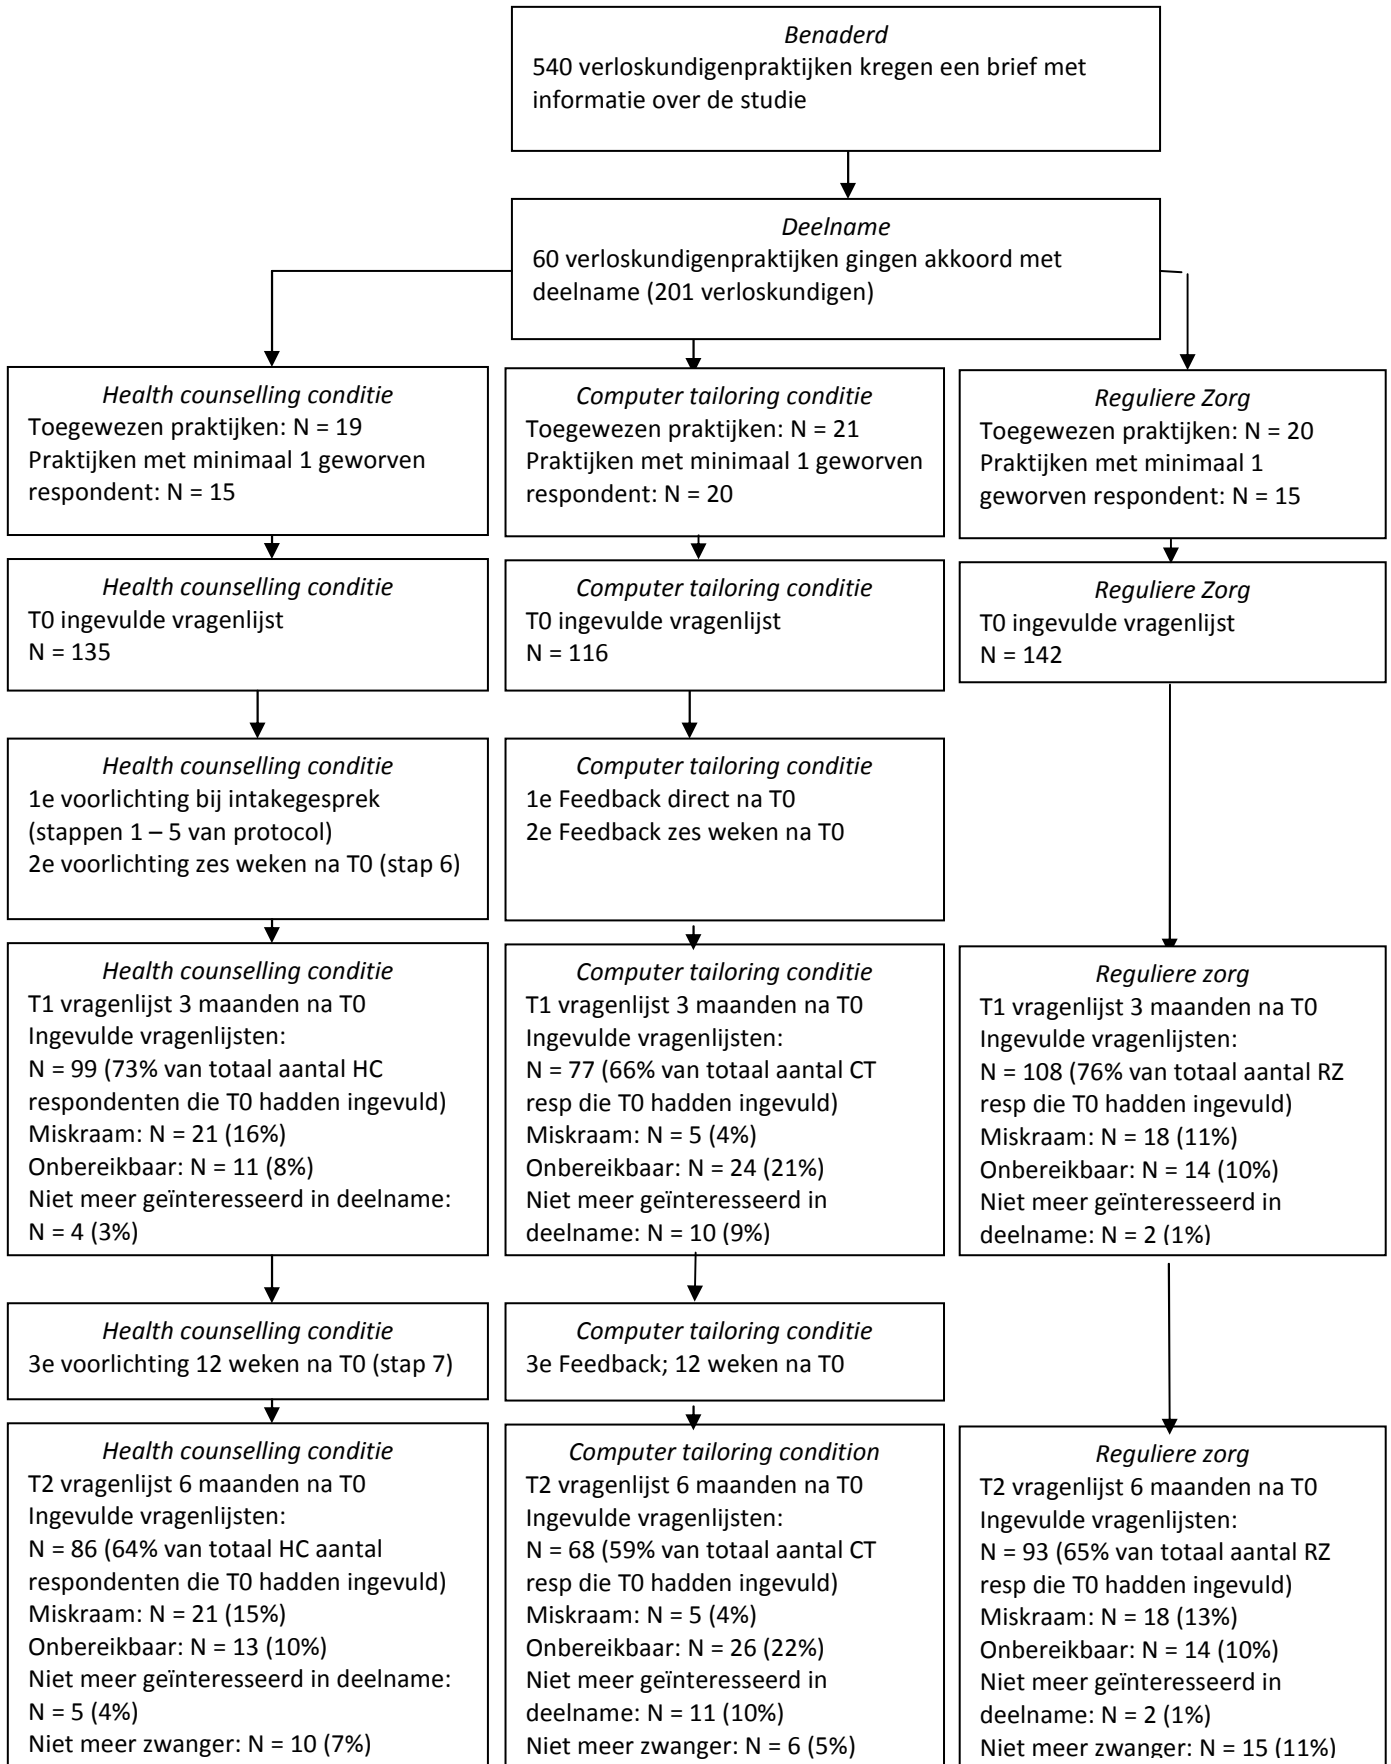 Benaderd
540 verloskundigenpraktijken kregen een brief met
informatie over de studie
Deelname
60 verloskundigenpraktijken gingen akkoord met
deelname (201 verloskundigen)
Health counselling conditie
Toegewezen praktijken: N = 19
Praktijken met minimaal 1 geworven
respondent: N = 15
Computer tailoring conditie
Toegewezen praktijken: N = 21
Praktijken met minimaal 1 geworven
respondent: N = 20
Reguliere Zorg
Toegewezen praktijken: N = 20
Praktijken met minimaal 1
geworven respondent: N = 15
Health counselling conditie
T0 ingevulde vragenlijst
N = 135
Computer tailoring conditie
T0 ingevulde vragenlijst
N = 116
Reguliere Zorg
T0 ingevulde vragenlijst
N = 142
Health counselling conditie
1e voorlichting bij intakegesprek
(stappen 1 – 5 van protocol)
2e voorlichting zes weken na T0 (stap 6)
Computer tailoring conditie
1e Feedback direct na T0
2e Feedback zes weken na T0
Health counselling conditie
T1 vragenlijst 3 maanden na T0
Ingevulde vragenlijsten:
N = 99 (73% van totaal aantal HC
respondenten die T0 hadden ingevuld)
Miskraam: N = 21 (16%)
Onbereikbaar: N = 11 (8%)
Niet meer geïnteresseerd in deelname:
N = 4 (3%)
Computer tailoring conditie
T1 vragenlijst 3 maanden na T0
Ingevulde vragenlijsten:
N = 77 (66% van totaal aantal CT
resp die T0 hadden ingevuld)
Miskraam: N = 5 (4%)
Onbereikbaar: N = 24 (21%)
Niet meer geïnteresseerd in
deelname: N = 10 (9%)
Reguliere zorg
T1 vragenlijst 3 maanden na T0
Ingevulde vragenlijsten:
N = 108 (76% van totaal aantal RZ
resp die T0 hadden ingevuld)
Miskraam: N = 18 (11%)
Onbereikbaar: N = 14 (10%)
Niet meer geïnteresseerd in
deelname: N = 2 (1%)
Health counselling conditie
3e voorlichting 12 weken na T0 (stap 7)
Computer tailoring conditie
3e Feedback; 12 weken na T0
Health counselling conditie
T2 vragenlijst 6 maanden na T0
Ingevulde vragenlijsten:
N = 86 (64% van totaal HC aantal
respondenten die T0 hadden ingevuld)
Miskraam: N = 21 (15%)
Onbereikbaar: N = 13 (10%)
Niet meer geïnteresseerd in deelname:
N = 5 (4%)
Niet meer zwanger: N = 10 (7%)
Computer tailoring condition
T2 vragenlijst 6 maanden na T0
Ingevulde vragenlijsten:
N = 68 (59% van totaal aantal CT
resp die T0 hadden ingevuld)
Miskraam: N = 5 (4%)
Onbereikbaar: N = 26 (22%)
Niet meer geïnteresseerd in
deelname: N = 11 (10%)
Niet meer zwanger: N = 6 (5%)
Reguliere zorg
T2 vragenlijst 6 maanden na T0
Ingevulde vragenlijsten:
N = 93 (65% van totaal aantal RZ
resp die T0 hadden ingevuld)
Miskraam: N = 18 (13%)
Onbereikbaar: N = 14 (10%)
Niet meer geïnteresseerd in
deelname: N = 2 (1%)
Niet meer zwanger: N = 15 (11%)